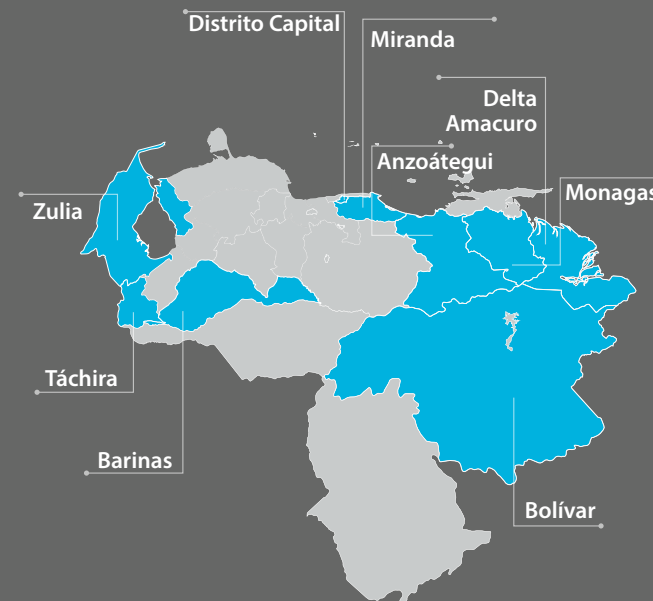 Distrito Capital
Miranda
Delta
Amacuro
Anzoátegui
Monagas
Zulia
Táchira
Barinas
Bolívar